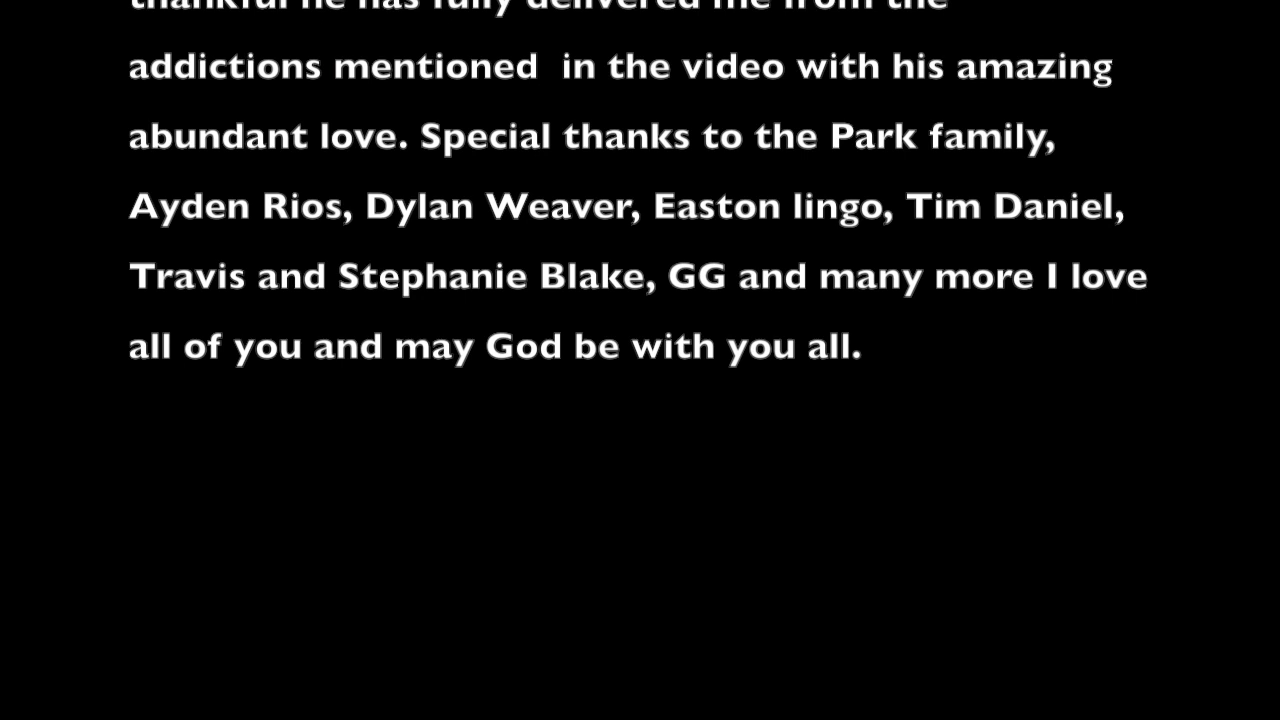 thankful he has fully delivered me from the
addictions mentioned  in the video with his amazing
abundant love. Special thanks to the Park family,
Ayden Rios, Dylan Weaver, Easton lingo, Tim Daniel,
Travis and Stephanie Blake, GG and many more I love
all of you and may God be with you all.